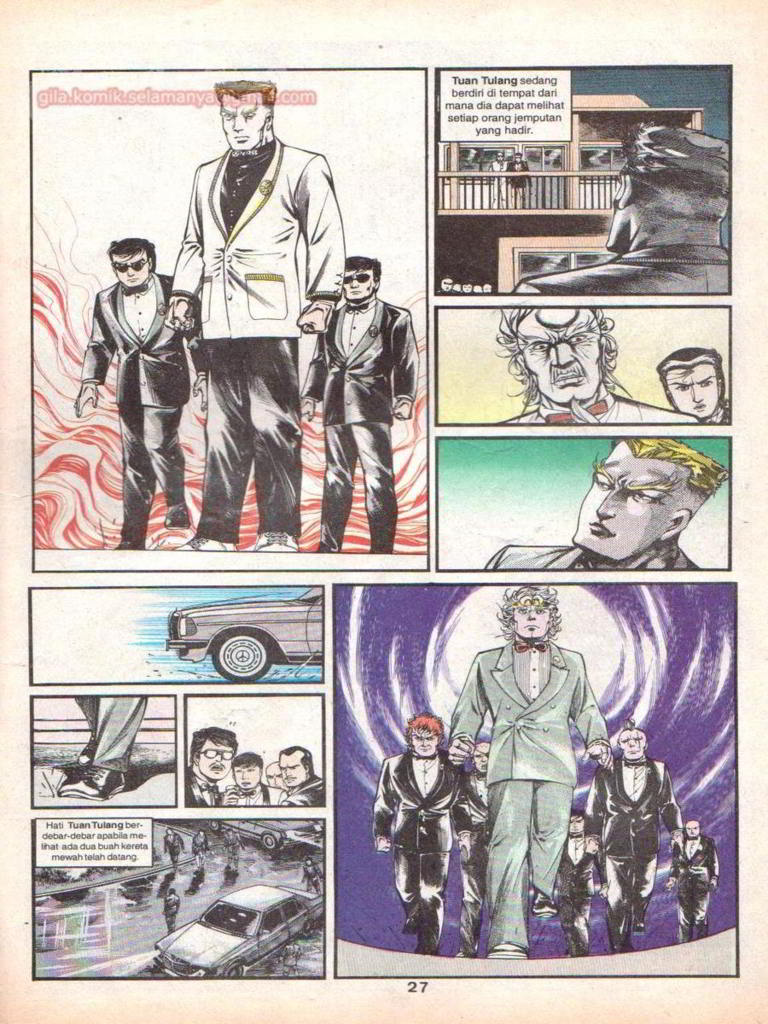 gila.komik.selamanya
.com
Tuan Tulang sedang
berdiri di tempat dari
mana dia dapat melihat
setiap orang jemputan
yang hadir.
Hati Tuan Tulang ber-
debar-debar apabila me-
lihat ada dua buah kereta
mewah telah datang.
27